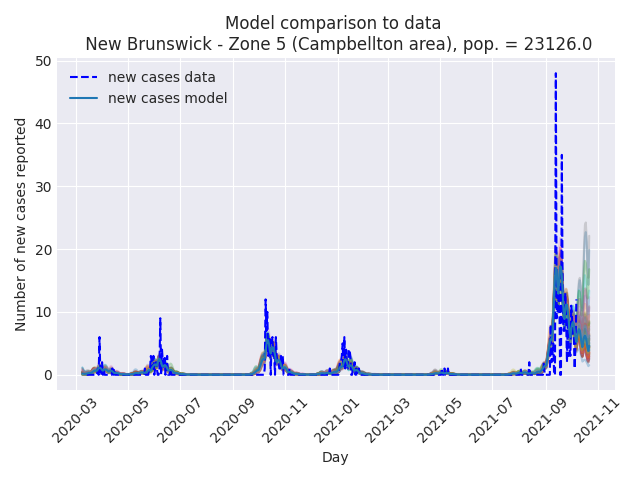 Model comparison to data
New Brunswick - Zone 5 (Campbellton area), pop. = 23126.0
new cases data
new cases model
Number of new cases reported
50
40
30
20
10
0
2020-03
2020-05
2020-07
2020-09
2020-11
2021-01
2021-03
2021-05
2021-07
2021-09
2021-11
Day